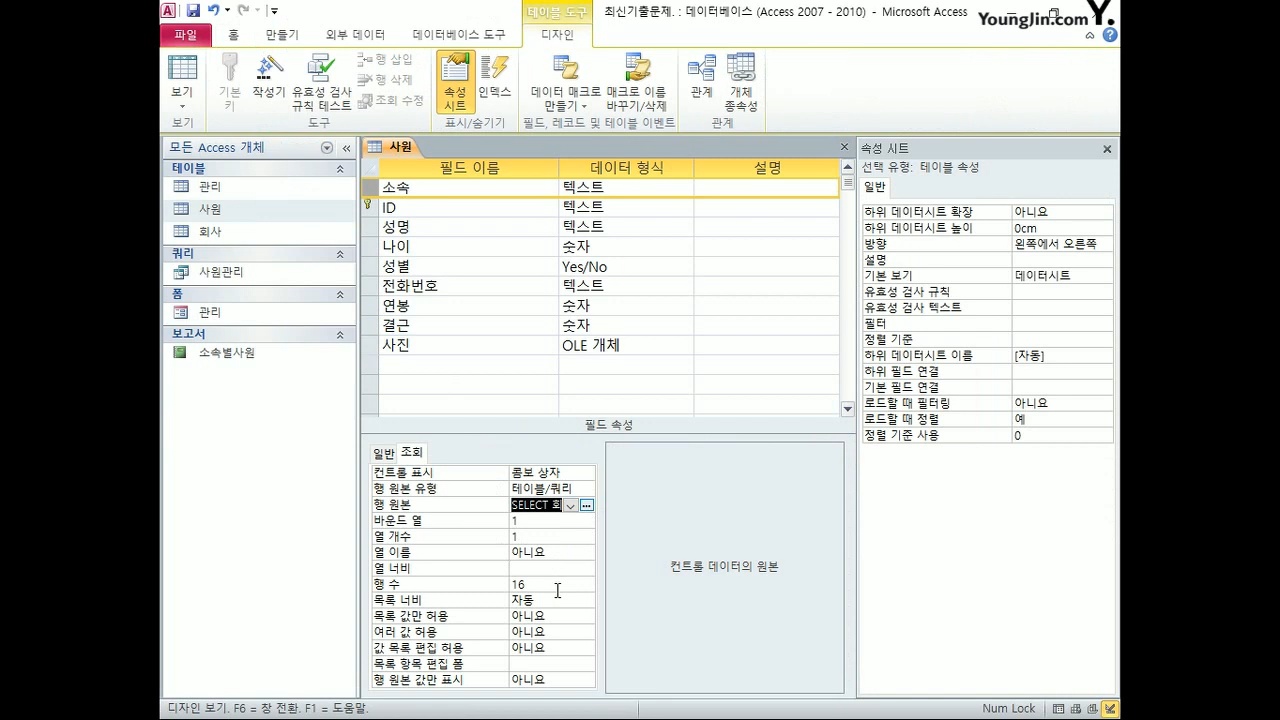 테이블 도구
최신기출문제. : 데이터베이스 (Access 2007 - 2010) - Microsoft Access
YoungJin.com Y.
파일 홈 만들기 외부 데이터 데이터베이스 도구 디자인
보기
기본 키
작성기
유효성 검사 규칙 테스트
행 삽입
행 삭제
조회 수정
속성 시트
인덱스
데이터 매크로 만들기
매크로 이름 바꾸기/삭제
관계
개체 종속성
보기 도구 표시/숨기기 필드, 레코드 및 테이블 이벤트 관계
모든 Access 개체
테이블
관리
사원
회사
쿼리
사원관리
폼
관리
보고서
소속별사원
사원
필드 이름 데이터 형식 설명
소속 텍스트
ID 텍스트
성명 텍스트
나이 숫자
성별 Yes/No
전화번호 텍스트
연봉 숫자
결근 숫자
사진 OLE 개체
필드 속성
일반 조회
컨트롤 표시 콤보 상자
행 원본 유형 테이블/쿼리
행 원본 SELECT 회
바운드 열 1
열 개수 1
열 이름 아니요
열 너비
행 수 16
목록 너비 자동
목록 값만 허용 아니요
여러 값 허용 아니요
값 목록 편집 허용 아니요
목록 항목 편집 폼
행 원본 값만 표시 아니요
컨트롤 데이터의 원본
속성 시트
선택 유형: 테이블 속성
일반
하위 데이터시트 확장 아니요
하위 데이터시트 높이 0cm
방향 왼쪽에서 오른쪽
설명
기본 보기 데이터시트
유효성 검사 규칙
유효성 검사 텍스트
필터
정렬 기준
하위 데이터시트 이름 [자동]
하위 필드 연결
기본 필드 연결
로드할 때 필터링 아니요
로드할 때 정렬 예
정렬 기준 사용 0
디자인 보기. F6 = 창 전환. F1 = 도움말.
Num Lock